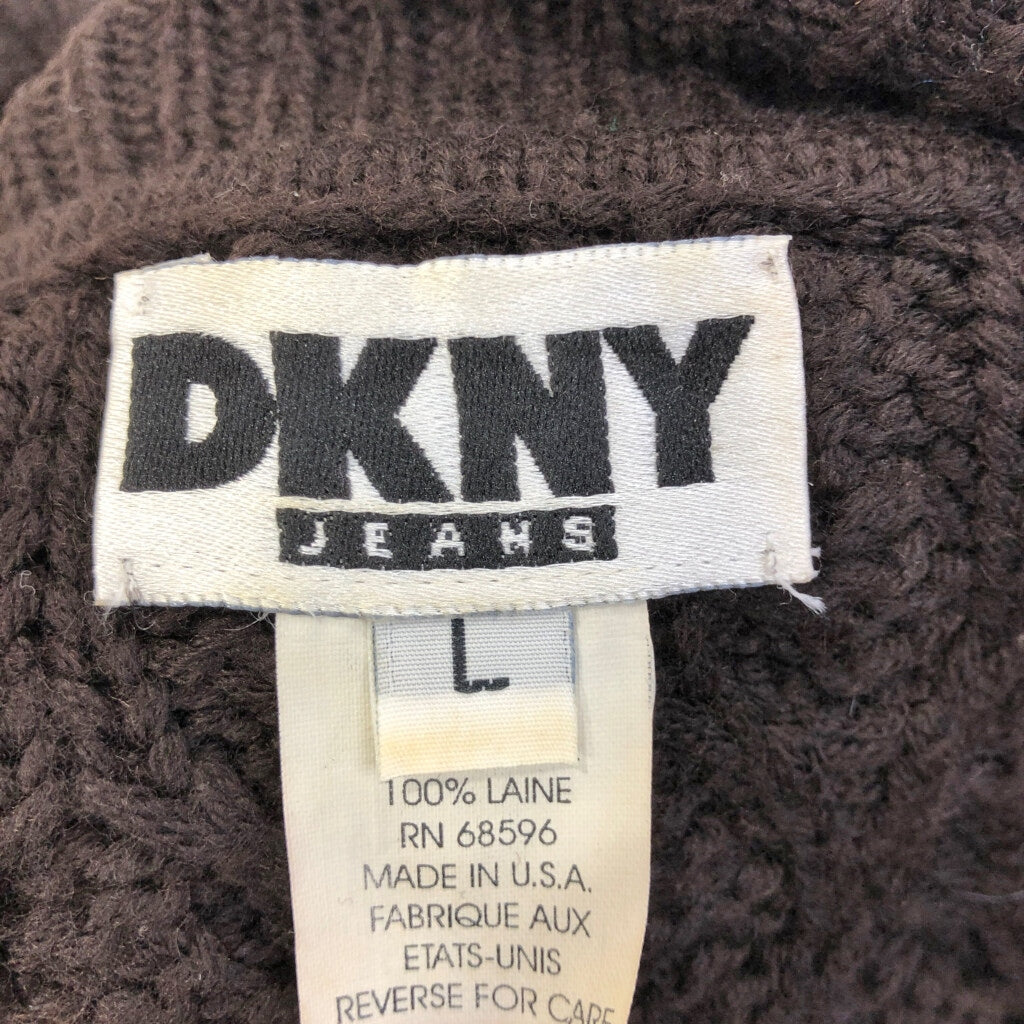 DKNY
JEANS
L
100% LAINE
RN 68596
MADE IN U.S.A.
FABRIQUE AUX
ETATS-UNIS
REVERSE FOR CARE